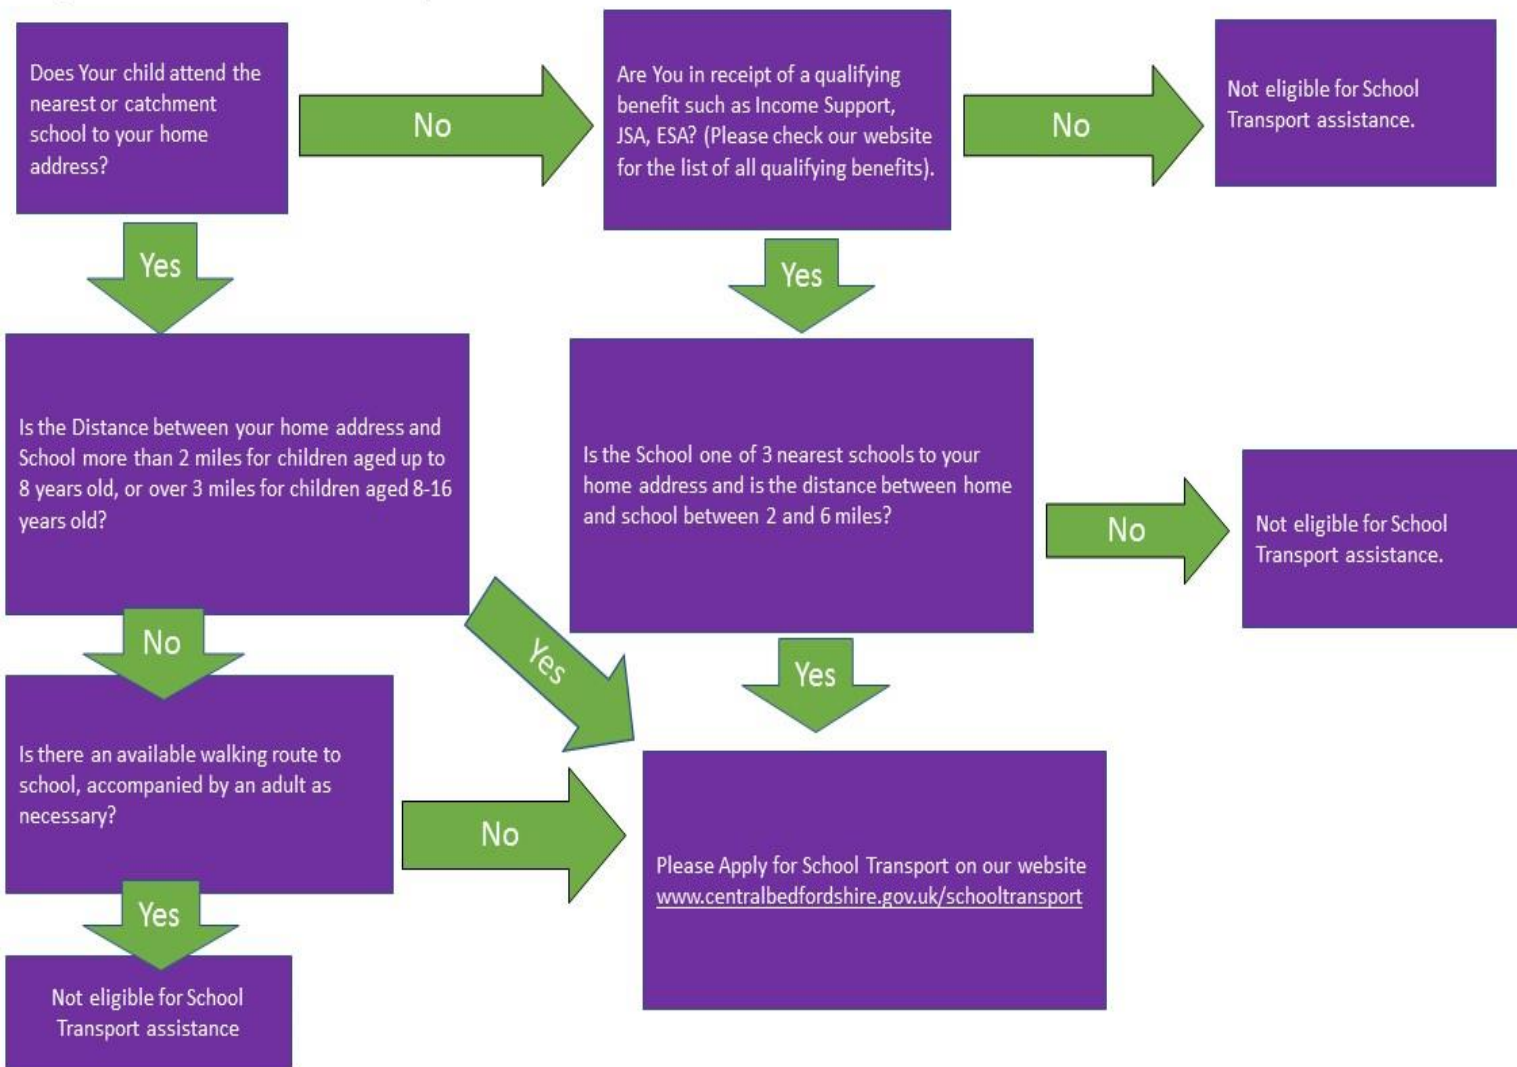 Does Your child attend the
nearest or catchment
school to your home
address?
No
Are You in receipt of a qualifying
benefit such as Income Support,
JSA, ESA? (Please check our website
for the list of all qualifying benefits).
No
Not eligible for School
Transport assistance.
Yes
Yes
Is the Distance between your home address and
School more than 2 miles for children aged up to
8 years old, or over 3 miles for children aged 8-16
years old?
Is the School one of 3 nearest schools to your
home address and is the distance between home
and school between 2 and 6 miles?
No
Not eligible for School
Transport assistance.
No
Yes
Yes
Is there an available walking route to
school, accompanied by an adult as
necessary?
No
Please Apply for School Transport on our website
www.centralbedfordshire.gov.uk/schooltransport
Yes
Not eligible for School
Transport assistance